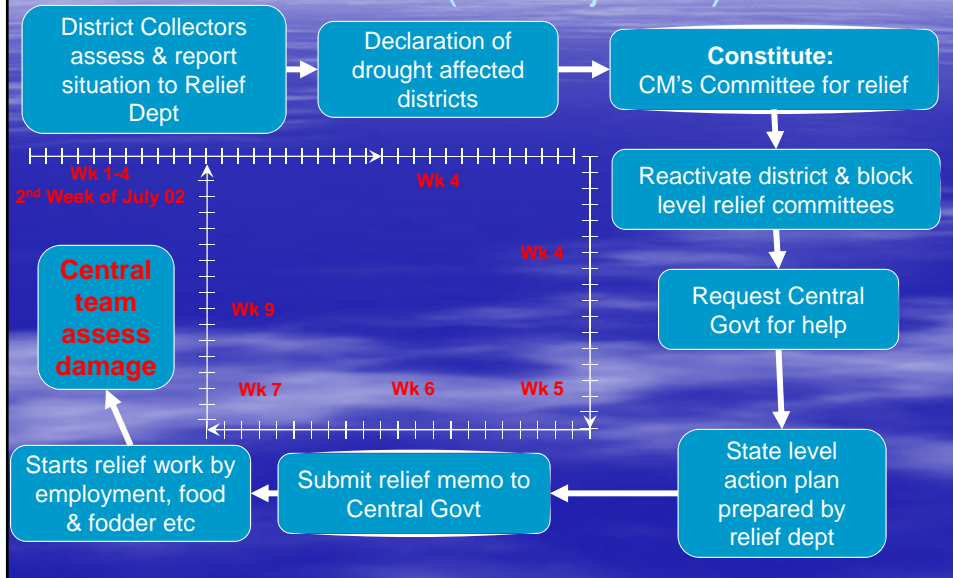 District Collectors
assess & report
situation to Relief
Dept
Declaration of
drought affected
districts
Constitute:
CM's Committee for relief
Wk 1-4
2nd Week of July 02
Wk 4
Reactivate district & block
level relief committees
Wk 4
Central
team
assess
damage
Wk 9
Request Central
Govt for help
Wk 7
Wk 6
Wk 5
Starts relief work by
employment, food
& fodder etc
Submit relief memo to
Central Govt
State level
action plan
prepared by
relief dept